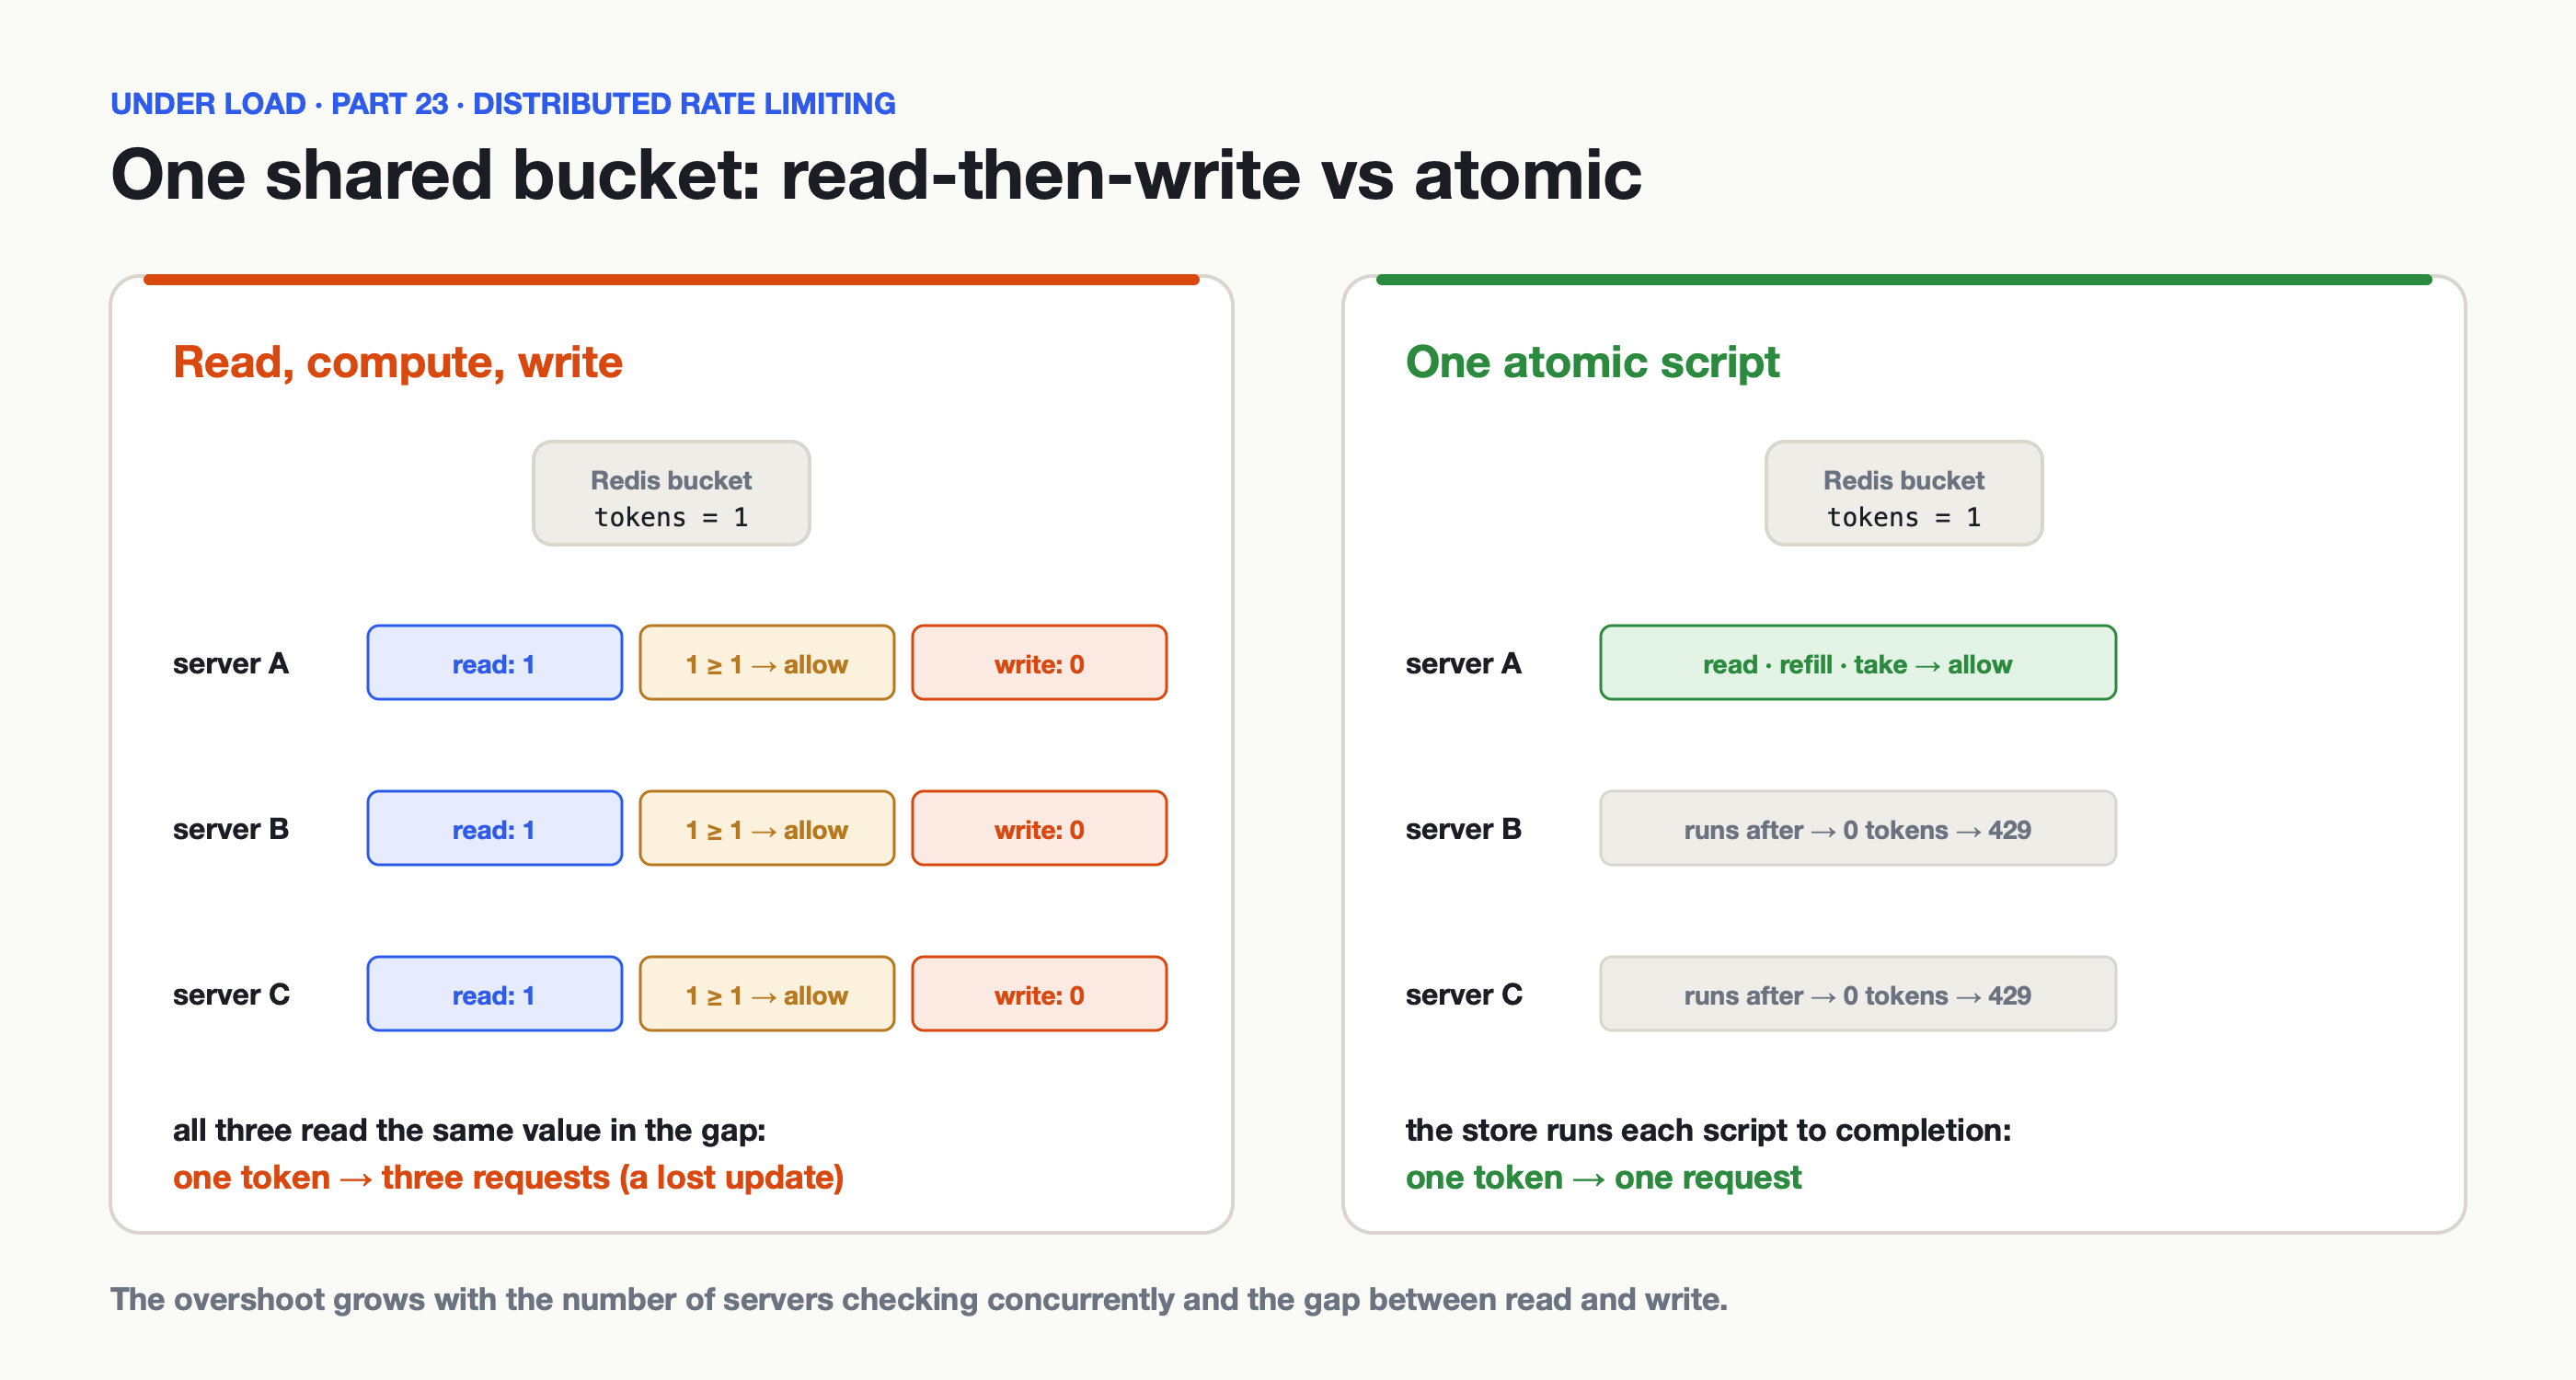 UNDER LOAD · PART 23 · DISTRIBUTED RATE LIMITING
One shared bucket: read-then-write vs atomic
Read, compute, write
Redis bucket
tokens = 1
server A
read: 1
1 ≥ 1 → allow
write: 0
server B
read: 1
1 ≥ 1 → allow
write: 0
server C
read: 1
1 ≥ 1 → allow
write: 0
all three read the same value in the gap:
one token → three requests (a lost update)
One atomic script
Redis bucket
tokens = 1
server A
read · refill · take → allow
server B
runs after → 0 tokens → 429
server C
runs after → 0 tokens → 429
the store runs each script to completion:
one token → one request
The overshoot grows with the number of servers checking concurrently and the gap between read and write.